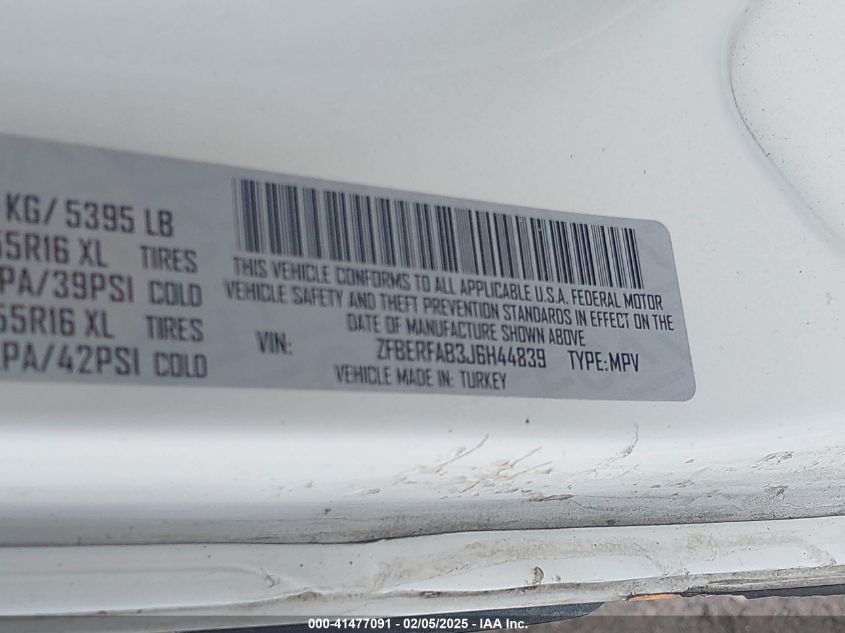 KG/ 5395 LB
55R16 XL TIRES
PA/39PSI COLD
55R16 XL TIRES
PA/42PSI COLD
THIS VEHICLE CONFORMS TO ALL APPLICABLE U.S.A. FEDERAL MOTOR
VEHICLE SAFETY AND THEFT PREVENTION STANDARDS IN EFFECT ON THE
DATE OF MANUFACTURE SHOWN ABOVE
VIN: ZFBERFAB3J6H44839 TYPE:MPV
VEHICLE MADE IN: TURKEY
000-41477091 - 02/05/2025 - IAA Inc.